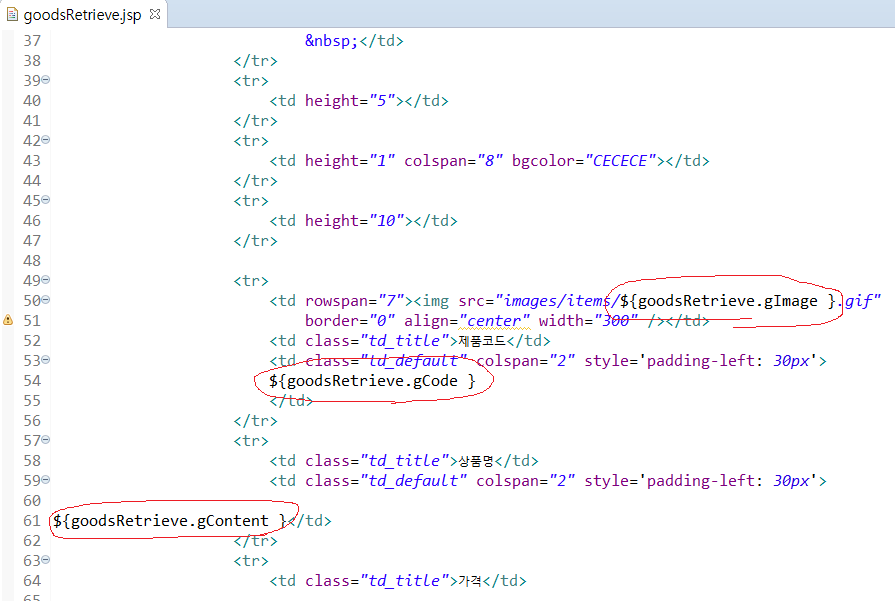 goodsRetrieve.jsp
37 &nbsp;</td>
38 </tr>
39 <tr>
40 <td height="5"></td>
41 </tr>
42 <tr>
43 <td height="1" colspan="8" bgcolor="CECECE"></td>
44 </tr>
45 <tr>
46 <td height="10"></td>
47 </tr>
48
49 <tr>
50 <td rowspan="7"><img src="images/items/${goodsRetrieve.gImage }.gif"
51 border="0" align="center" width="300" /></td>
52 <td class="td_title">제품코드</td>
53 <td class="td_default" colspan="2" style='padding-left: 30px'>
54 ${goodsRetrieve.gCode }
55 </td>
56 </tr>
57 <tr>
58 <td class="td_title">상품명</td>
59 <td class="td_default" colspan="2" style='padding-left: 30px'>
60
61 ${goodsRetrieve.gContent }</td>
62 </tr>
63 <tr>
64 <td class="td_title">가격</td>
65